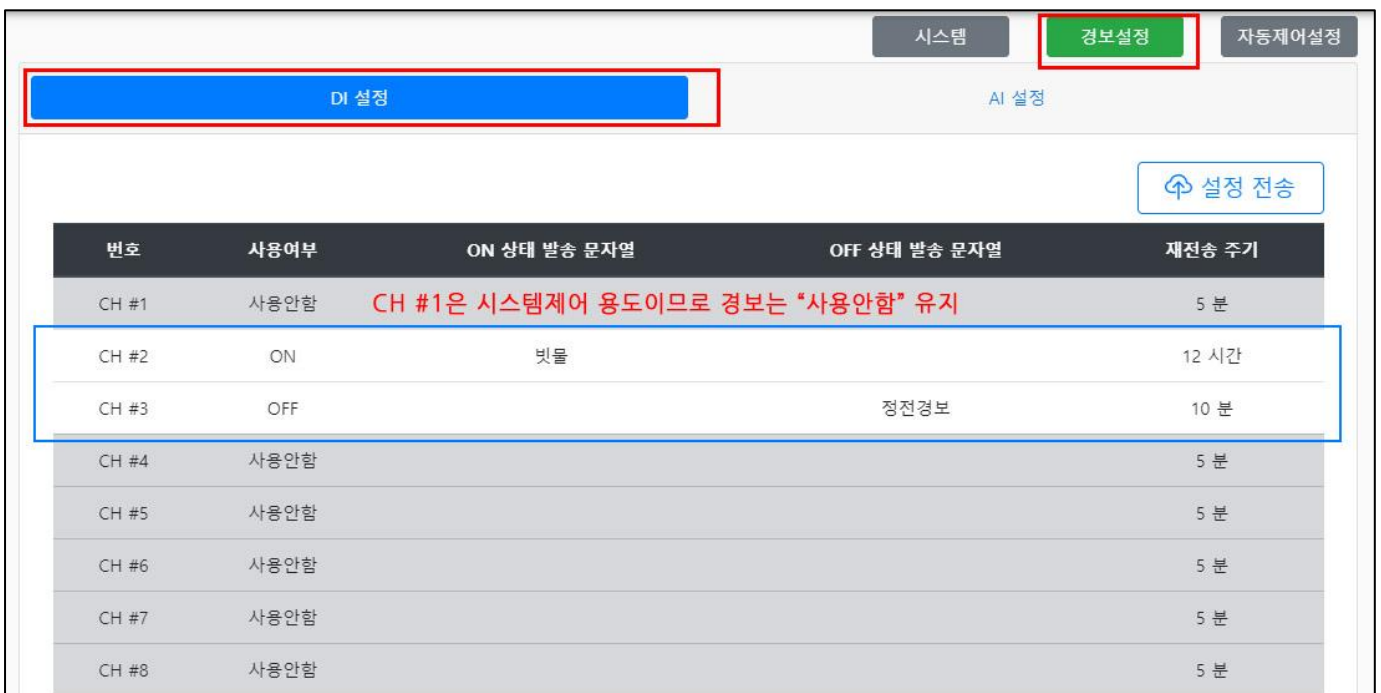 시스템 경보설정 자동제어설정
DI 설정 AI 설정
설정 전송
번호 사용여부 ON 상태 발송 문자열 OFF 상태 발송 문자열 재전송 주기
CH #1 사용안함 CH #1은 시스템제어 용도이므로 경보는 “사용안함” 유지 5 분
CH #2 ON 빗물 12 시간
CH #3 OFF 정전경보 10 분
CH #4 사용안함 5 분
CH #5 사용안함 5 분
CH #6 사용안함 5 분
CH #7 사용안함 5 분
CH #8 사용안함 5 분